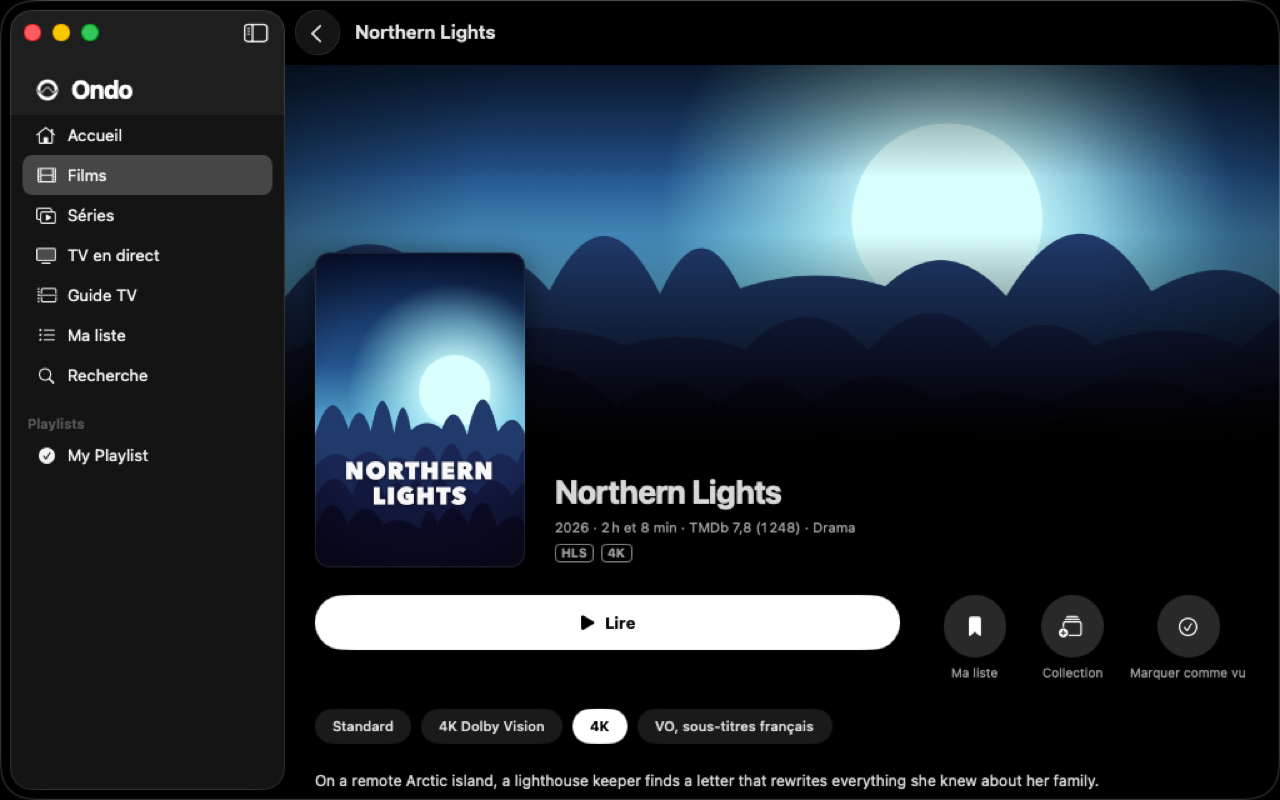 Northern Lights
Ondo
Accueil
Films
Séries
TV en direct
Guide TV
Ma liste
Recherche
Playlists
My Playlist
NORTHERN
LIGHTS
Northern Lights
2026 · 2 h et 8 min · TMDb 7,8 (1 248) · Drama
HLS 4K
Lire
Ma liste
Collection
Marquer comme vu
Standard
4K Dolby Vision
4K
VO, sous-titres français
On a remote Arctic island, a lighthouse keeper finds a letter that rewrites everything she knew about her family.